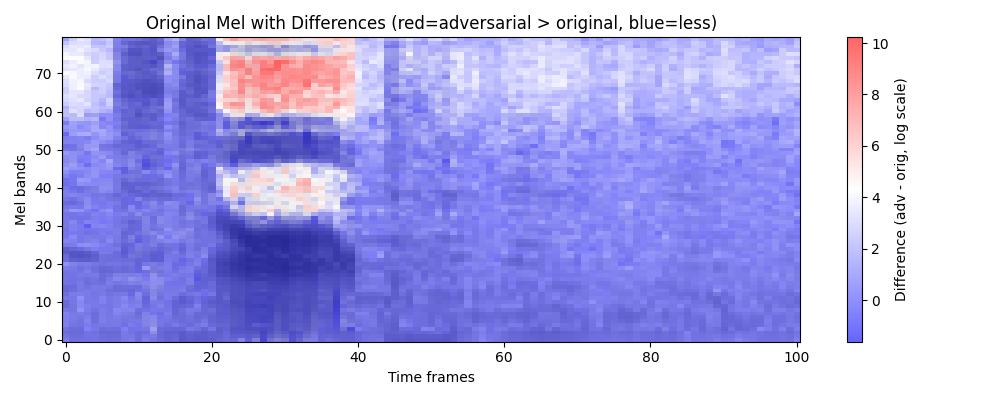 Original Mel with Differences (red=adversarial > original, blue=less)
Mel bands
70
60
50
40
30
20
10
0
0 20 40 60 80 100
Time frames
10
8
6
4
2
0
Difference (adv - orig, log scale)